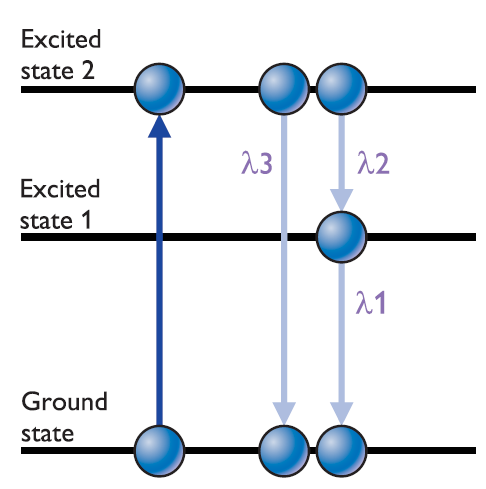 Excited
state 2
λ3
λ2
Excited
state 1
λ1
Ground
state